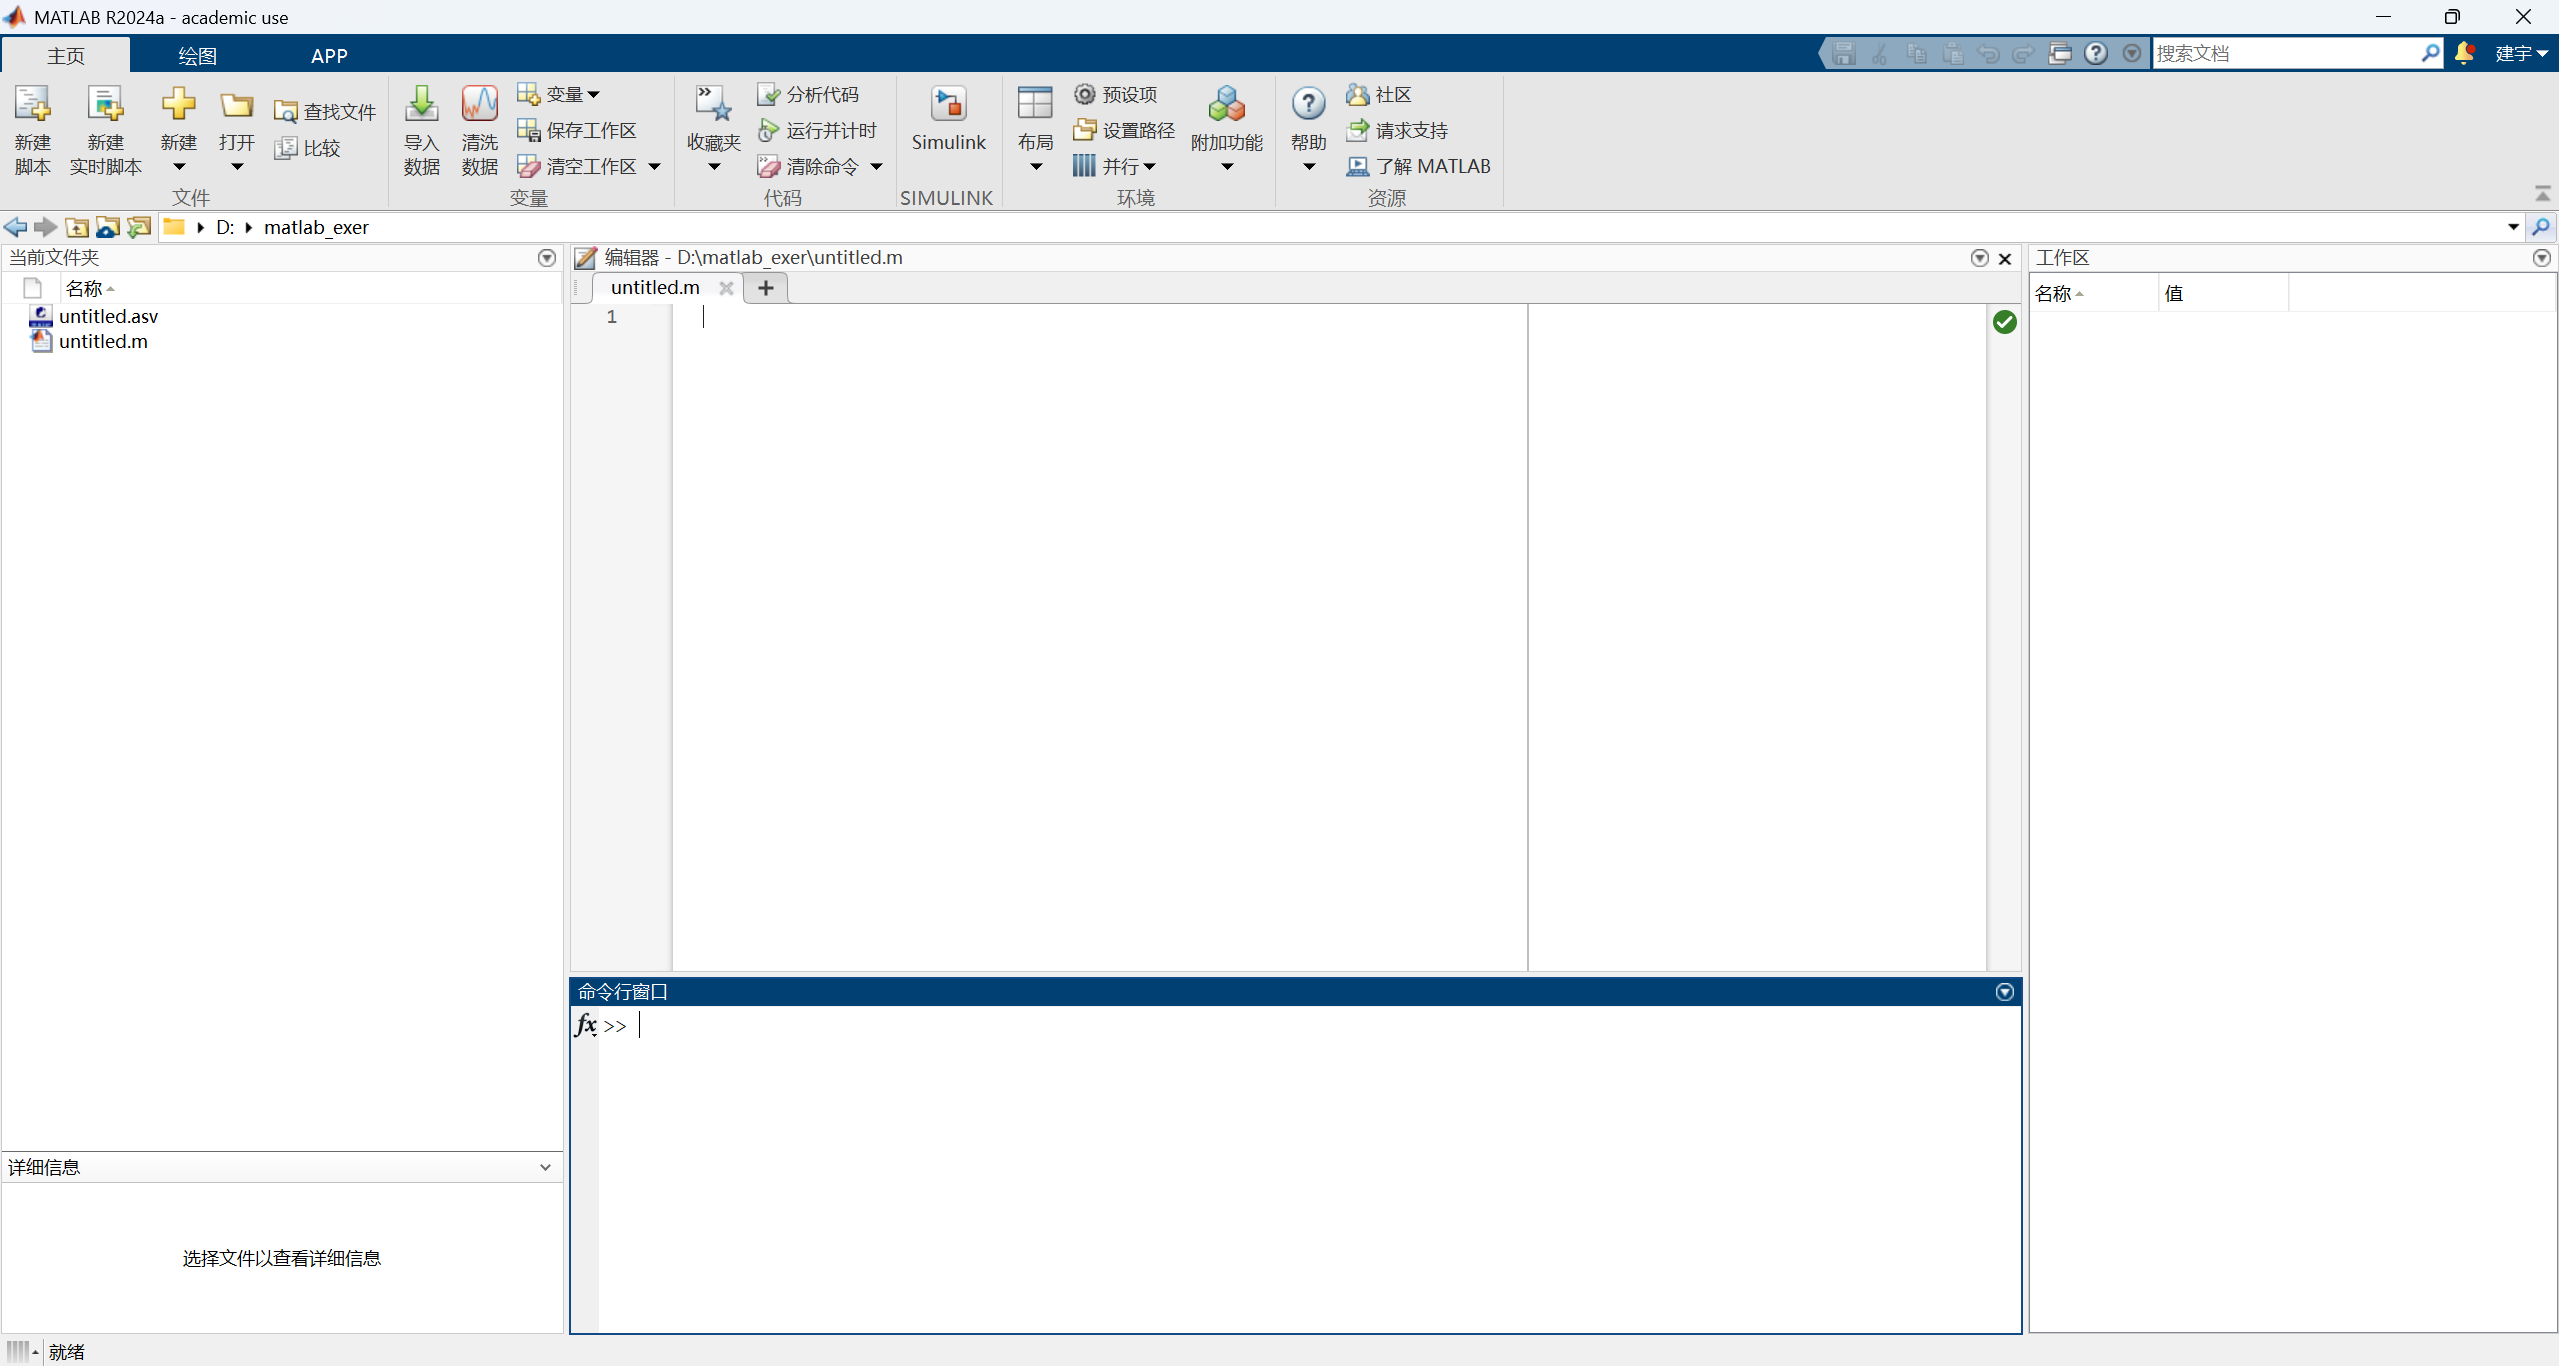 MATLAB R2024a - academic use
主页
绘图
APP
搜索文档
建宇
新建
脚本
新建
实时脚本
新建
打开
查找文件
比较
文件
导入
数据
清洗
数据
变量
保存工作区
清空工作区
变量
收藏夹
分析代码
运行并计时
清除命令
代码
Simulink
SIMULINK
布局
预设项
设置路径
并行
附加功能
环境
帮助
社区
请求支持
了解 MATLAB
资源
D:
matlab_exer
当前文件夹
名称
untitled.asv
untitled.m
编辑器 - D:\matlab_exer\untitled.m
untitled.m
1
工作区
名称
值
命令行窗口
fx >>
详细信息
选择文件以查看详细信息
就绪